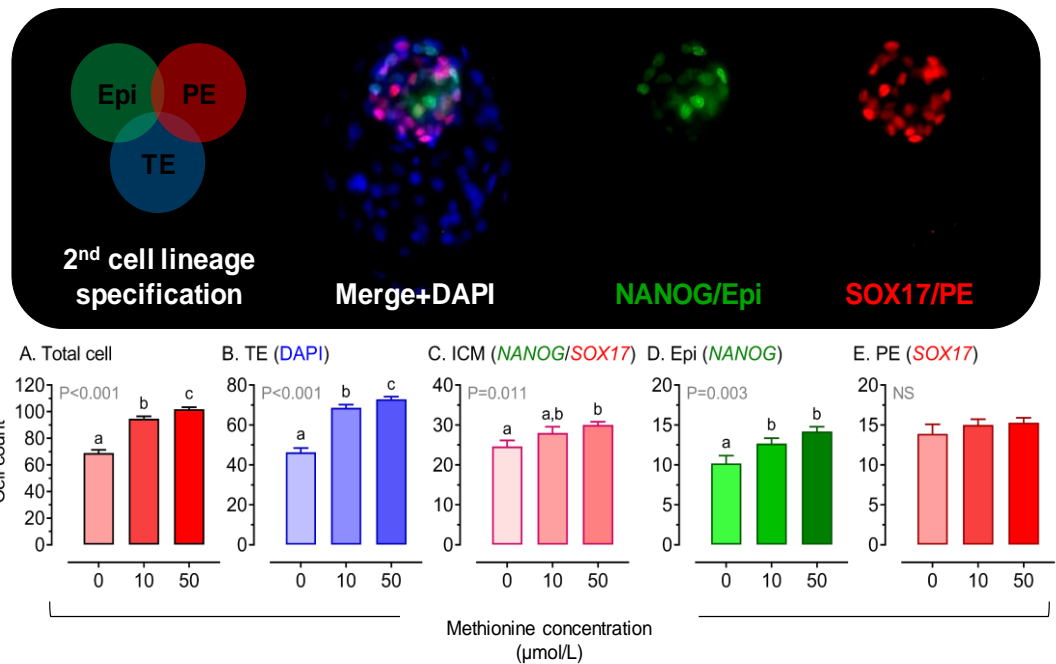 Epi
PE
TE
2nd cell lineage
specification
Merge+DAPI
NANOG/Epi
SOX17/PE
A. Total cell
B. TE (DAPI)
C. ICM (NANOG/SOX17)
D. Epi (NANOG)
E. PE (SOX17)
Cell count
120
100
80
60
40
20
0
P<0.001
a
b
c
0 10 50
80
60
40
20
0
P<0.001
a
b
c
0 10 50
40
30
20
10
0
P=0.011
a
a,b
b
0 10 50
20
15
10
5
0
P=0.003
a
b
b
0 10 50
20
15
10
5
0
NS
0 10 50
Methionine concentration
(µmol/L)